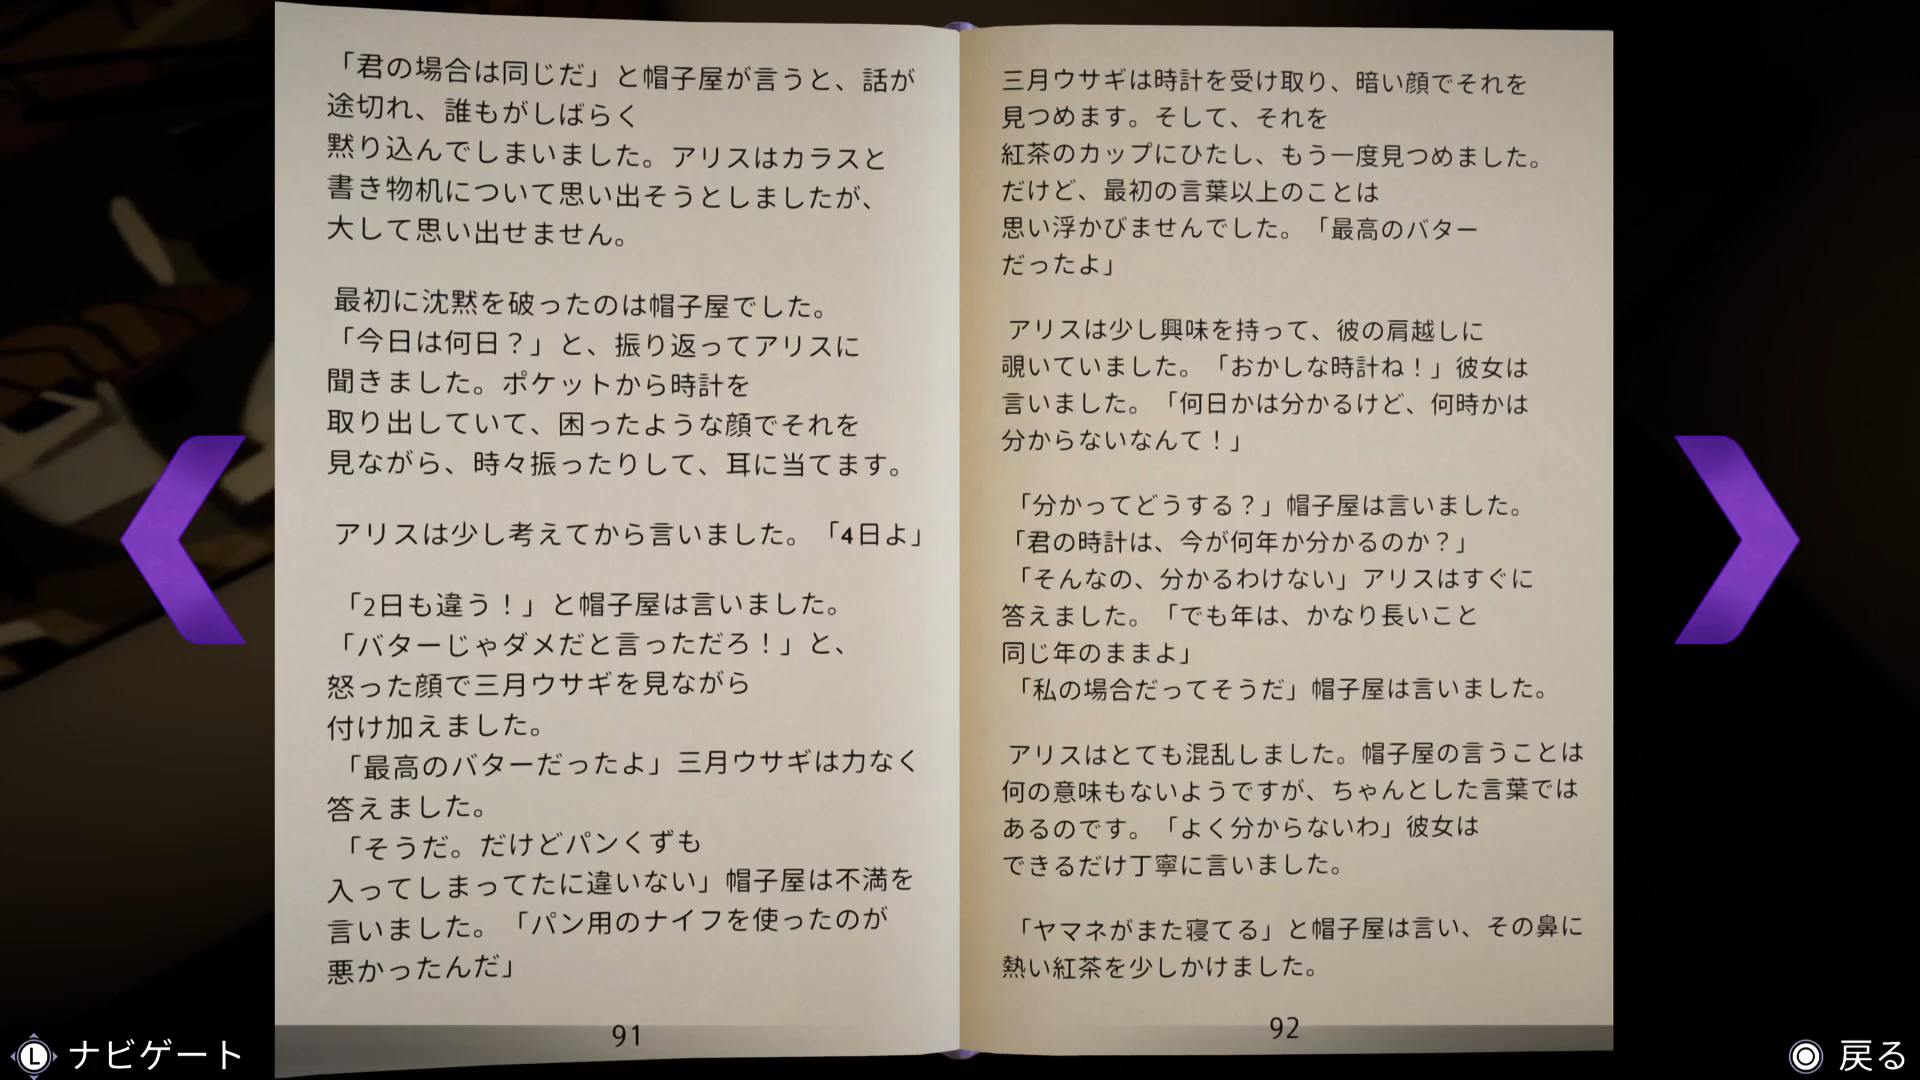 「君の場合は同じだ」と帽子屋が言うと、話が
途切れ、誰もがしばらく
黙り込んでしまいました。アリスはカラスと
書き物机について思い出そうとしましたが、
大して思い出せません。
最初に沈黙を破ったのは帽子屋でした。
「今日は何日？」と、振り返ってアリスに
聞きました。ポケットから時計を
取り出していて、困ったような顔でそれを
見ながら、時々振ったりして、耳に当てます。
アリスは少し考えてから言いました。「4日よ」
「2日も違う！」と帽子屋は言いました。
「バターじゃダメだと言っただろ！」と、
怒った顔で三月ウサギを見ながら
付け加えました。
「最高のバターだったよ」三月ウサギは力なく
答えました。
「そうだ。だけどパンくずも
入ってしまってたに違いない」帽子屋は不満を
言いました。「パン用のナイフを使ったのが
悪かったんだ」
91
三月ウサギは時計を受け取り、暗い顔でそれを
見つめます。そして、それを
紅茶のカップにひたし、もう一度見つめました。
だけど、最初の言葉以上のことは
思い浮かびませんでした。「最高のバター
だったよ」
アリスは少し興味を持って、彼の肩越しに
覗いていました。「おかしな時計ね！」彼女は
言いました。「何日かは分かるけど、何時かは
分からないなんて！」
「分かってどうする？」帽子屋は言いました。
「君の時計は、今が何年か分かるのか？」
「そんなの、分かるわけない」アリスはすぐに
答えました。「でも年は、かなり長いこと
同じ年のままよ」
「私の場合だってそうだ」帽子屋は言いました。
アリスはとても混乱しました。帽子屋の言うことは
何の意味もないようですが、ちゃんとした言葉では
あるのです。「よく分からないわ」彼女は
できるだけ丁寧に言いました。
「ヤマネがまた寝てる」と帽子屋は言い、その鼻に
熱い紅茶を少しかけました。
92
L ナビゲート
戻る